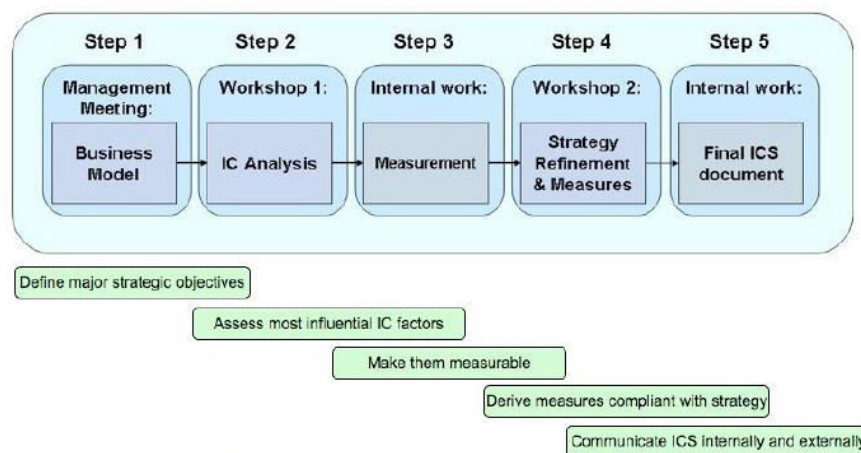 Step 1
Step 2
Step 3
Step 4
Step 5
Management
Meeting:
Business
Model
Workshop 1:
IC Analysis
Internal work:
Measurement
Workshop 2:
Strategy
Refinement
& Measures
Internal work:
Final ICS
document
Define major strategic objectives
Assess most influential IC factors
Make them measurable
Derive measures compliant with strategy
Communicate ICS internally and externally